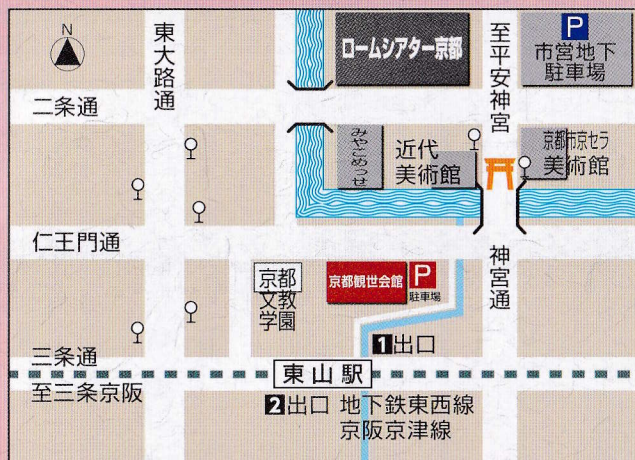 N
東大路通
ロームシアター京都
至平安神宮
P
市営地下
駐車場
二条通
みやこめっせ
近代
美術館
京都市京セラ
美術館
仁王門通
京都
文教
学園
京都観世会館
P
駐車場
神宮通
1出口
三条通
東山駅
至三条京阪
2出口 地下鉄東西線
京阪京津線